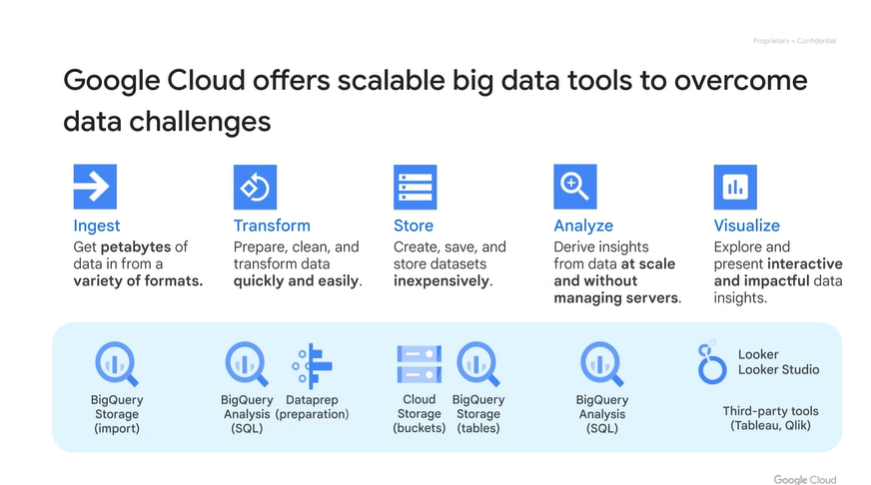 Proprietary + Confidential
Google Cloud offers scalable big data tools to overcome
data challenges
Ingest
Get petabytes of
data in from a
variety of formats.
Transform
Prepare, clean, and
transform data
quickly and easily.
Store
Create, save, and
store datasets
inexpensively.
Analyze
Derive insights
from data at scale
and without
managing servers.
Visualize
Explore and
present interactive
and impactful data
insights.
BigQuery
Storage
(import)
BigQuery
Analysis
(SQL)
Dataprep
(preparation)
Cloud
Storage
(buckets)
BigQuery
Storage
(tables)
BigQuery
Analysis
(SQL)
Looker
Looker Studio
Third-party tools
(Tableau, Qlik)
Google Cloud